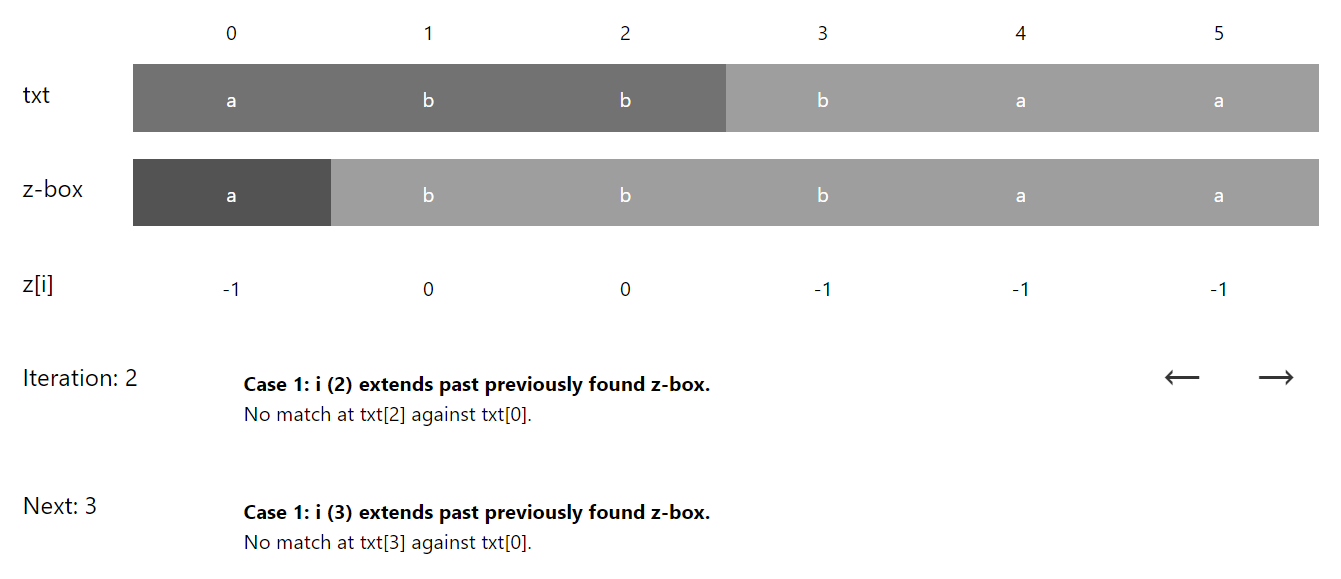 0 1 2 3 4 5
txt a b b b a a
z-box a b b b a a
z[i] -1 0 0 -1 -1 -1
Iteration: 2 Case 1: i (2) extends past previously found z-box. ← →
No match at txt[2] against txt[0].
Next: 3 Case 1: i (3) extends past previously found z-box.
No match at txt[3] against txt[0].